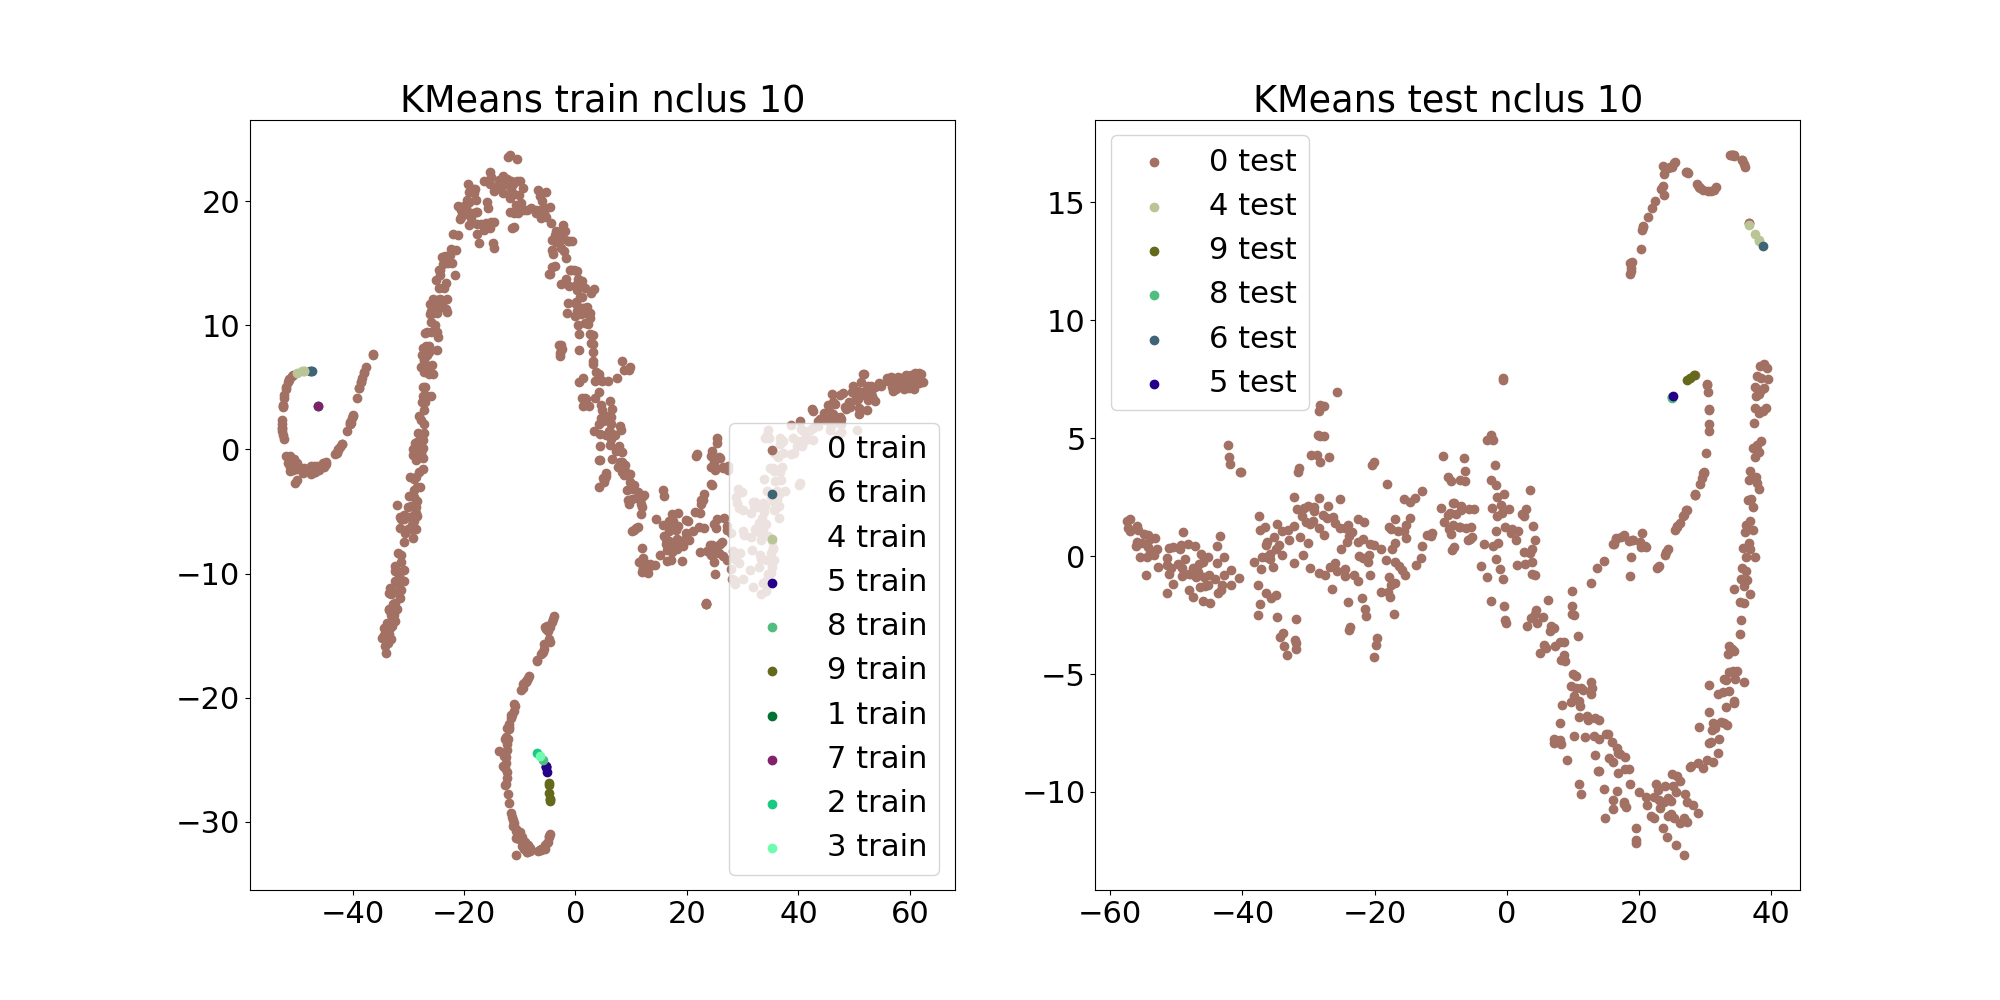 KMeans train nclus 10
20
10
0
−10
−20
−30
−40
−20
0
20
40
60
0 train
6 train
4 train
5 train
8 train
9 train
1 train
7 train
2 train
3 train
KMeans test nclus 10
15
10
5
0
−5
−10
−60
−40
−20
0
20
40
0 test
4 test
9 test
8 test
6 test
5 test